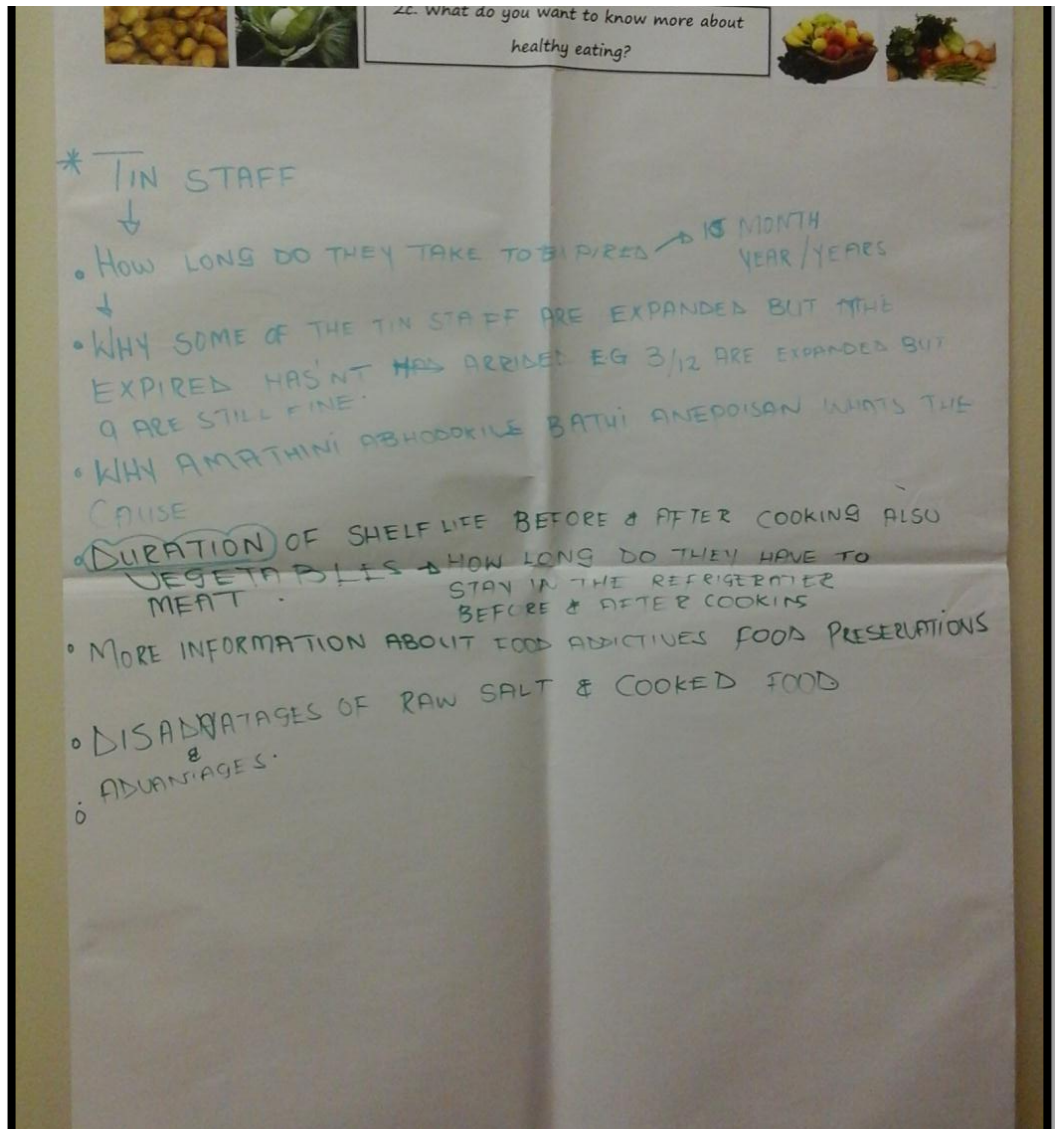 2c. What do you want to know more about
healthy eating?
* TIN STAFF
• HOW LONG DO THEY TAKE TO MONTH
YEAR/YEARS
• WHY SOME OF THE TIN STAFF ARE EXPANDED BUT THE
EXPIRED HAS'NT ARRIDED EG 3/12 ARE EXPANDED BUT
9 ARE STILL FINE.
• WHY AMATHINI ABHODOKILE BATHI ANEPOISAN WHATS THE
CAUSE
• DURATION OF SHELF LIFE BEFORE & AFTER COOKING ALSO
VEGETABLES → HOW LONG DO THEY HAVE TO
MEAT. STAY IN THE REFRIGERATER
BEFORE & AFTER COOKING
• MORE INFORMATION ABOUT FOOD ADDICTIVES FOOD PRESERVATIONS
• DISADVATAGES OF RAW SALT & COOKED FOOD
&
ADVANTAGES.